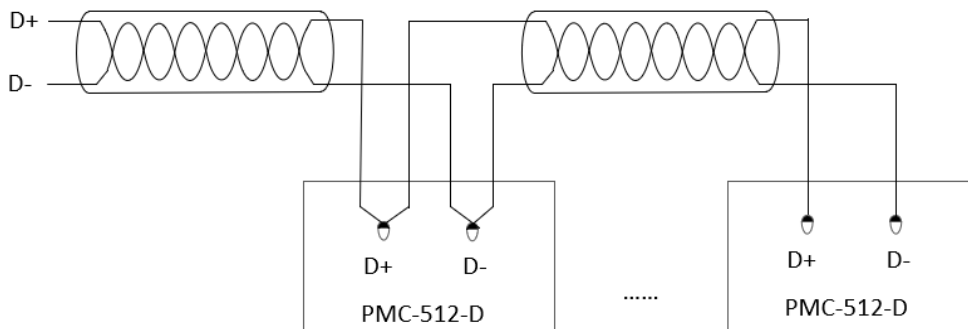 D+
D-
D+ D-
PMC-512-D
......
D+ D-
PMC-512-D